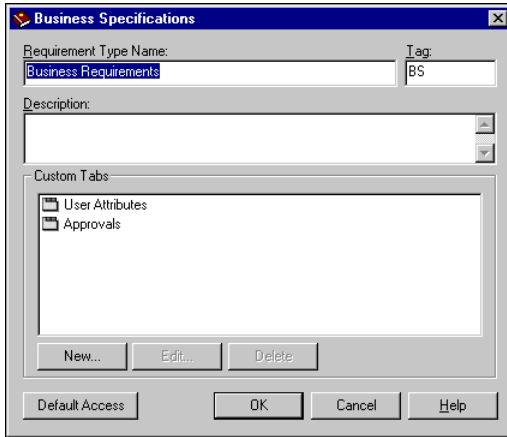 Business Specifications
Requirement Type Name: Tag:
Business Requirements BS
Description:
Custom Tabs
User Attributes
Approvals
New... Edit... Delete
Default Access OK Cancel Help